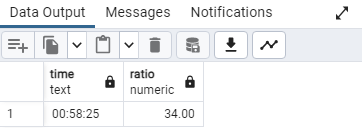 Data Output Messages Notifications
time ratio
text numeric
1 00:58:25 34.00